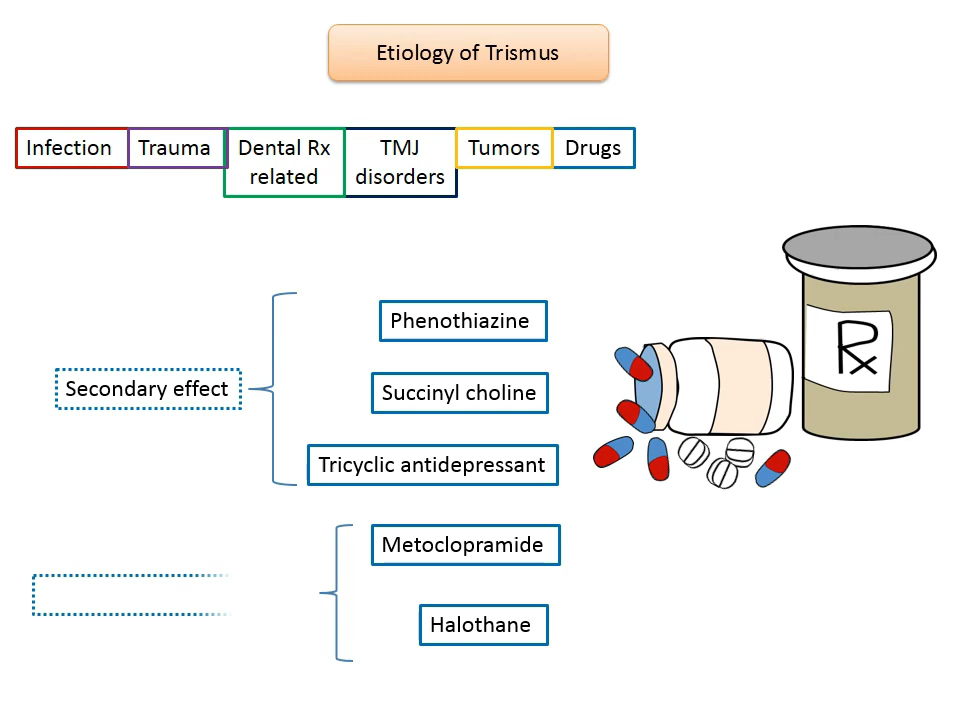 Etiology of Trismus
Infection
Trauma
Dental Rx
related
TMJ
disorders
Tumors
Drugs
Secondary effect
Phenothiazine
Succinyl choline
Tricyclic antidepressant
Metoclopramide
Halothane
Rx